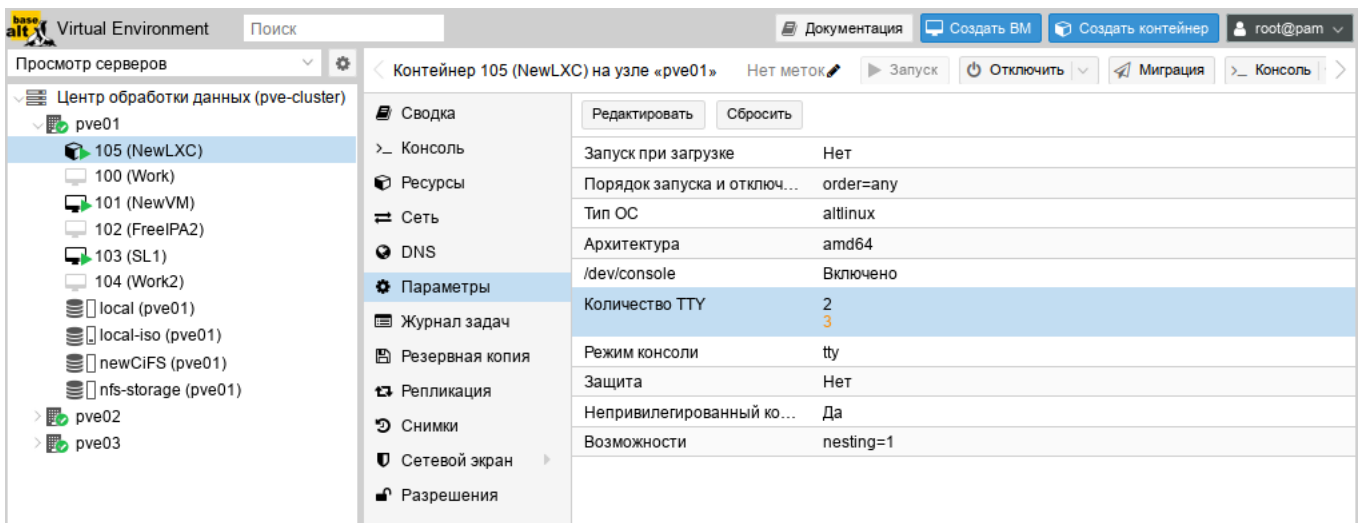 base alt Virtual Environment Поиск Документация Создать ВМ Создать контейнер root@pam
Просмотр серверов
Контейнер 105 (NewLXC) на узле «pve01» Нет меток Запуск Отключить Миграция >_ Консоль
Центр обработки данных (pve-cluster)
pve01
105 (NewLXC)
100 (Work)
101 (NewVM)
102 (FreeIPA2)
103 (SL1)
104 (Work2)
local (pve01)
local-iso (pve01)
newCiFS (pve01)
nfs-storage (pve01)
pve02
pve03
Сводка
>_ Консоль
Ресурсы
Сеть
DNS
Параметры
Журнал задач
Резервная копия
Репликация
Снимки
Сетевой экран
Разрешения
Редактировать Сбросить
Запуск при загрузке Нет
Порядок запуска и отключ... order=any
Тип ОС altlinux
Архитектура amd64
/dev/console Включено
Количество TTY 2
3
Режим консоли tty
Защита Нет
Непривилегированный ко... Да
Возможности nesting=1